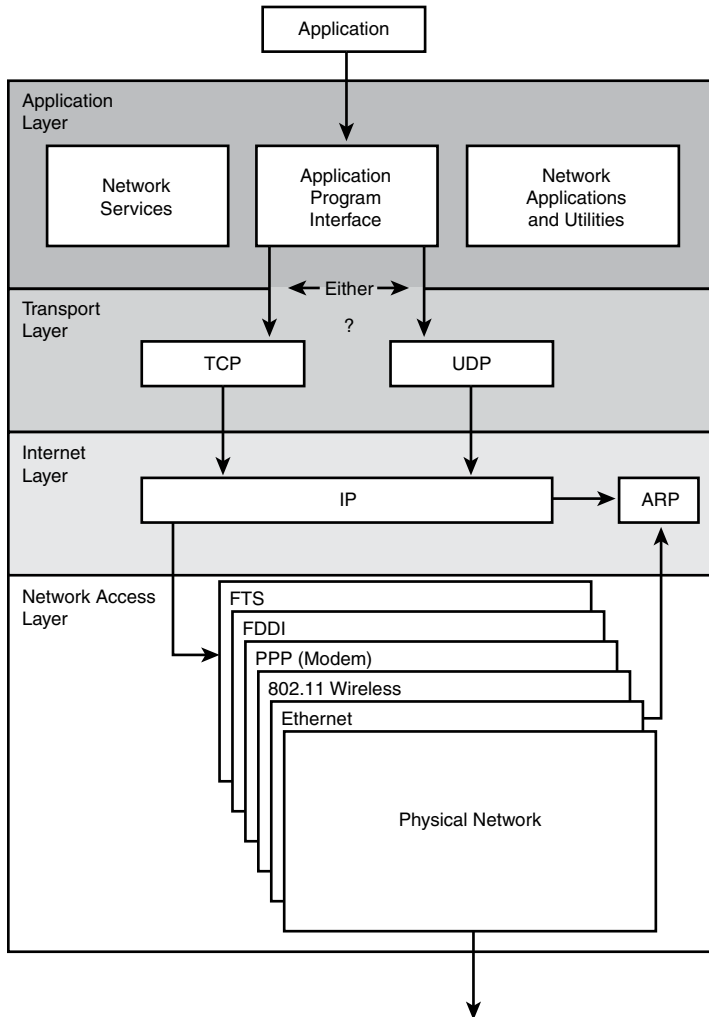 Application
Application
Layer
Network
Services
Application
Program
Interface
Network
Applications
and Utilities
Either
Transport
Layer
?
TCP
UDP
Internet
Layer
IP
ARP
Network Access
Layer
FTS
FDDI
PPP (Modem)
802.11 Wireless
Ethernet
Physical Network